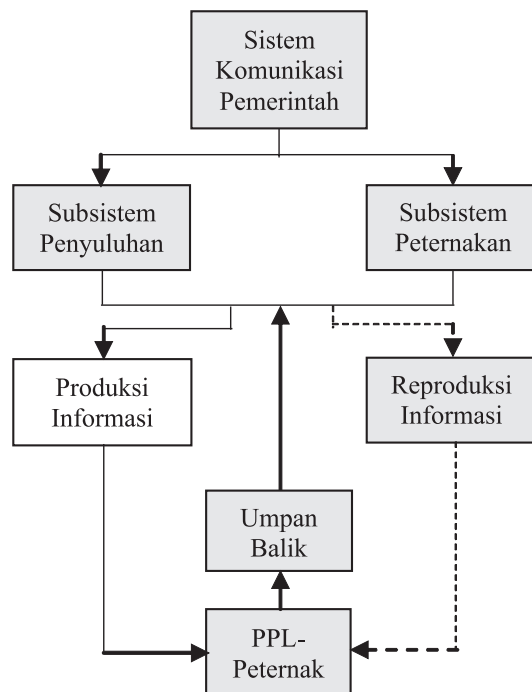 Sistem
Komunikasi
Pemerintah
Subsistem
Penyuluhan
Subsistem
Peternakan
Produksi
Informasi
Reproduksi
Informasi
Umpan
Balik
PPL-
Peternak